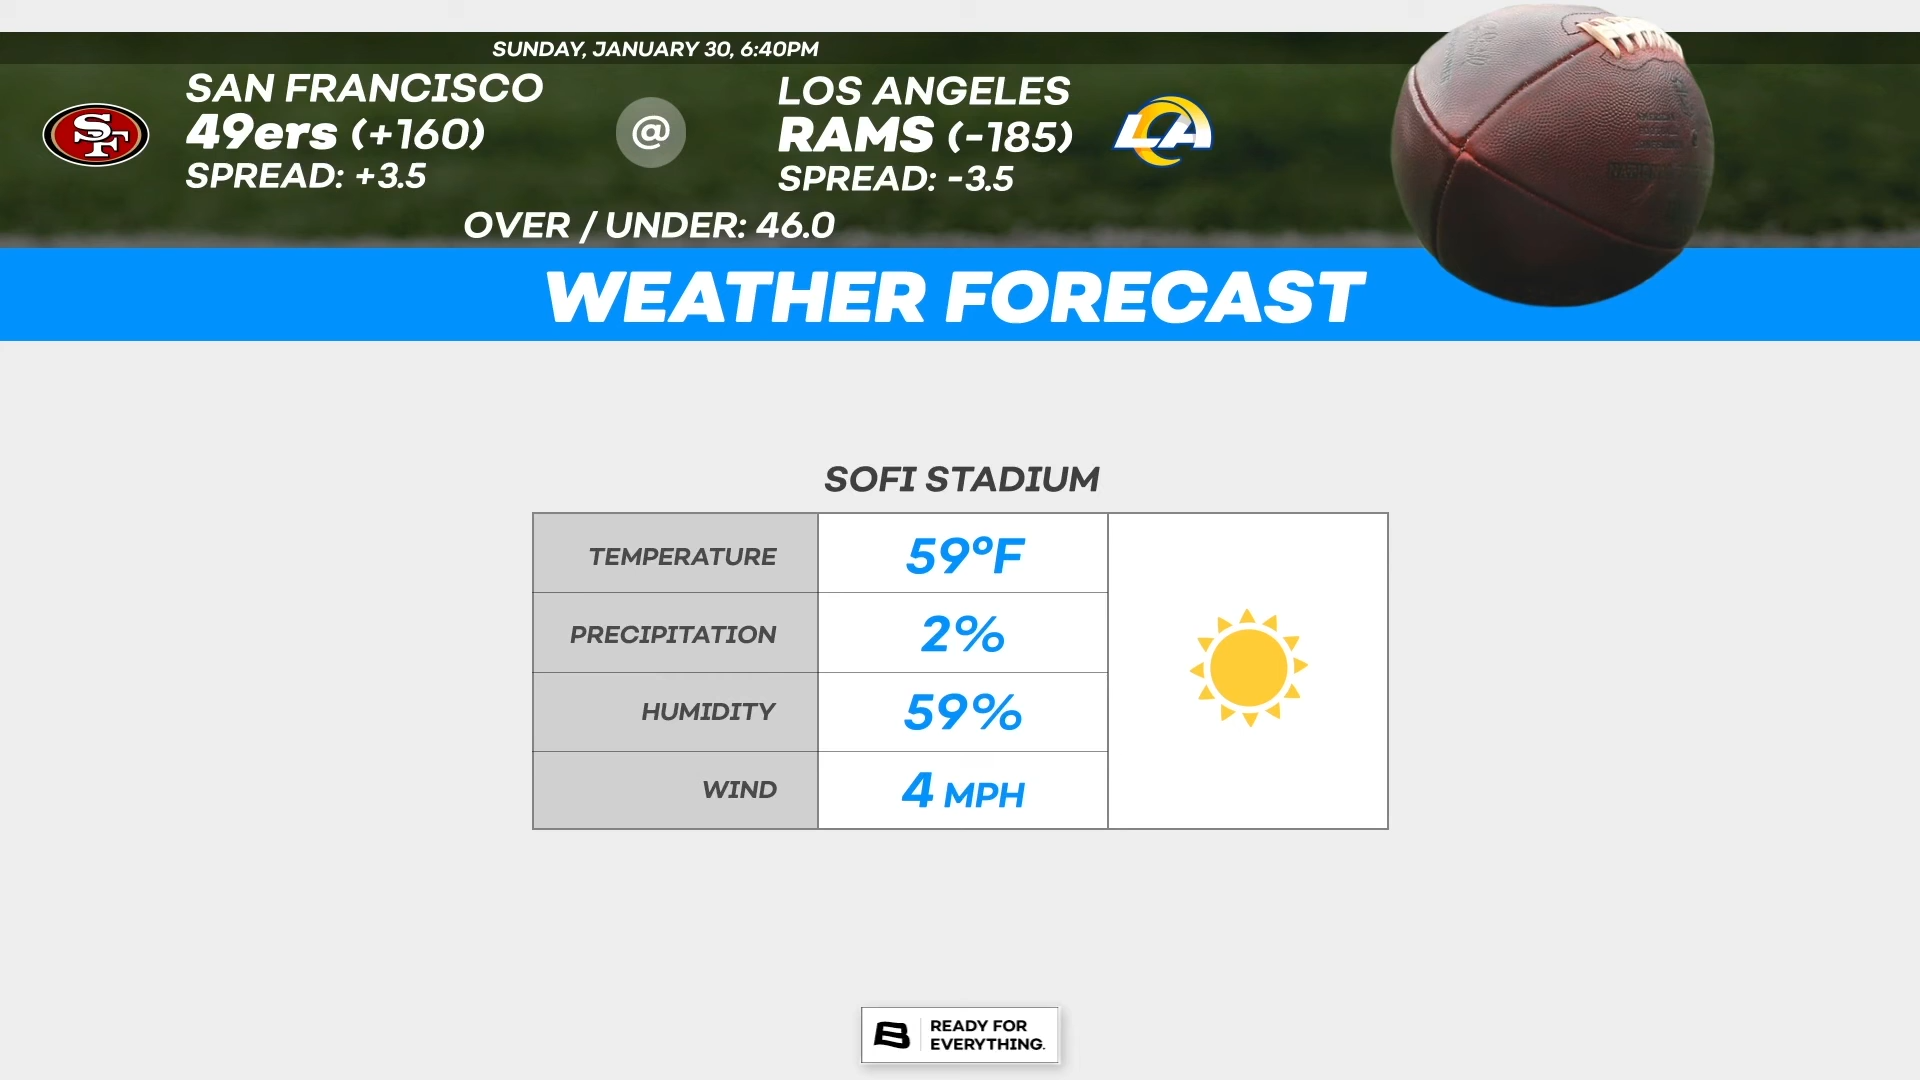 SUNDAY, JANUARY 30, 6:40PM
SAN FRANCISCO
49ers (+160)
SPREAD: +3.5
@
LOS ANGELES
RAMS (-185)
SPREAD: -3.5
SF
LA
OVER / UNDER: 46.0
WEATHER FORECAST
SOFI STADIUM
TEMPERATURE 59°F
PRECIPITATION 2%
HUMIDITY 59%
WIND 4 MPH
B READY FOR
EVERYTHING.